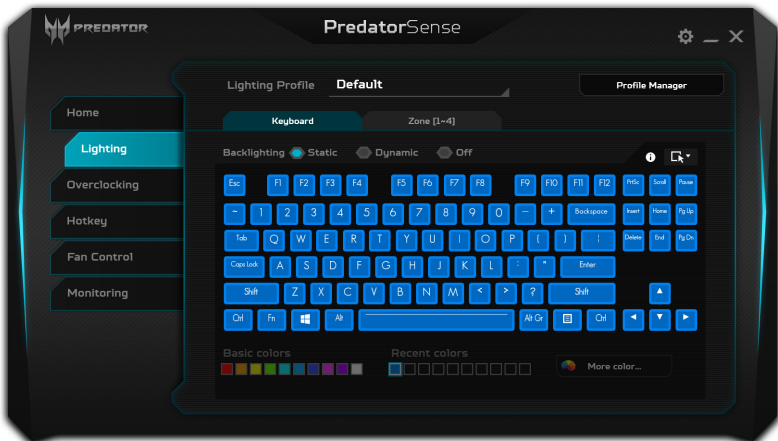 PREDATOR
PredatorSense
Lighting Profile Default
Profile Manager
Home
Lighting
Overclocking
Hotkey
Fan Control
Monitoring
Keyboard Zone [1~4]
Backlighting Static Dynamic Off
Esc F1 F2 F3 F4 F5 F6 F7 F8 F9 F10 F11 F12 PrtSc Scroll Pause
~ 1 2 3 4 5 6 7 8 9 0 – + Backspace Insert Home Pg Up
Tab Q W E R T Y U I O P ( ) ¦ Delete End Pg Dn
Caps Lock A S D F G H J K L : " Enter
Shift Z X C V B N M < > ? Shift
Ctrl Fn Alt Alt Gr Ctrl
Basic colors Recent colors
More color...